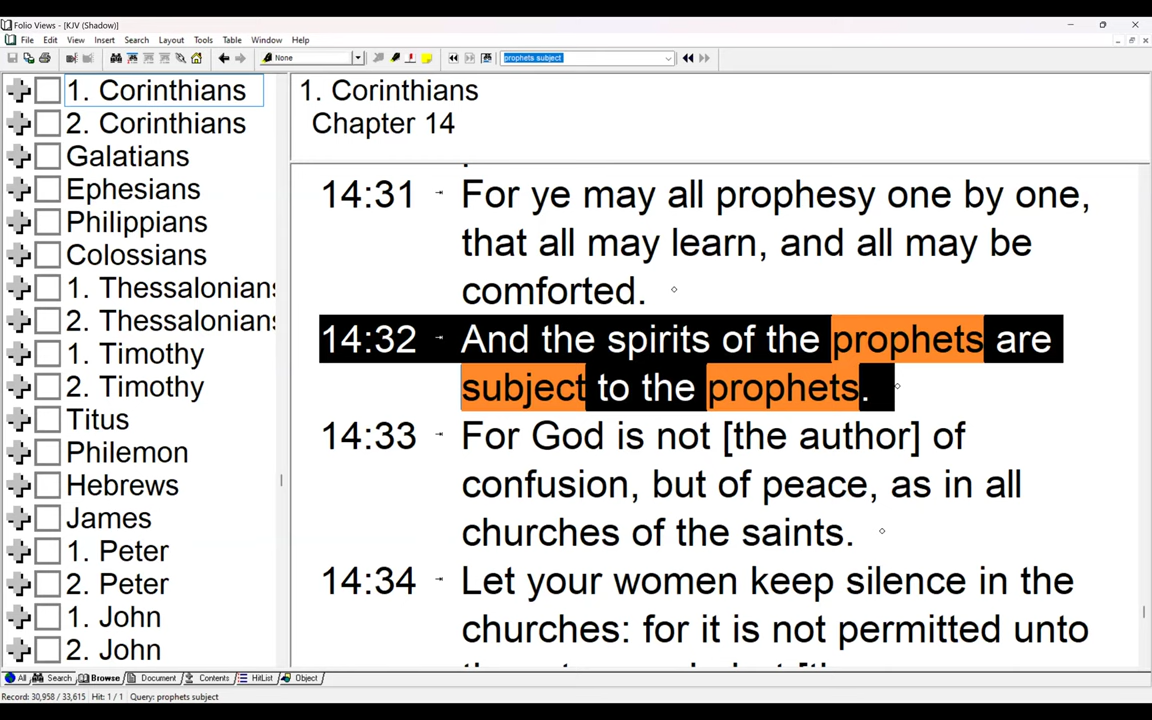 Folio Views - [KJV (Shadow)]
File Edit View Insert Search Layout Tools Table Window Help
None
prophets subject
1. Corinthians
2. Corinthians
Galatians
Ephesians
Philippians
Colossians
1. Thessalonians
2. Thessalonians
1. Timothy
2. Timothy
Titus
Philemon
Hebrews
James
1. Peter
2. Peter
1. John
2. John
1. Corinthians
Chapter 14
14:31 For ye may all prophesy one by one,
that all may learn, and all may be
comforted.
14:32 And the spirits of the prophets are
subject to the prophets.
14:33 For God is not [the author] of
confusion, but of peace, as in all
churches of the saints.
14:34 Let your women keep silence in the
churches: for it is not permitted unto
All Search Browse Document Contents HitList Object
Record: 30,958 / 33,615 Hit: 1 / 1 Query: prophets subject